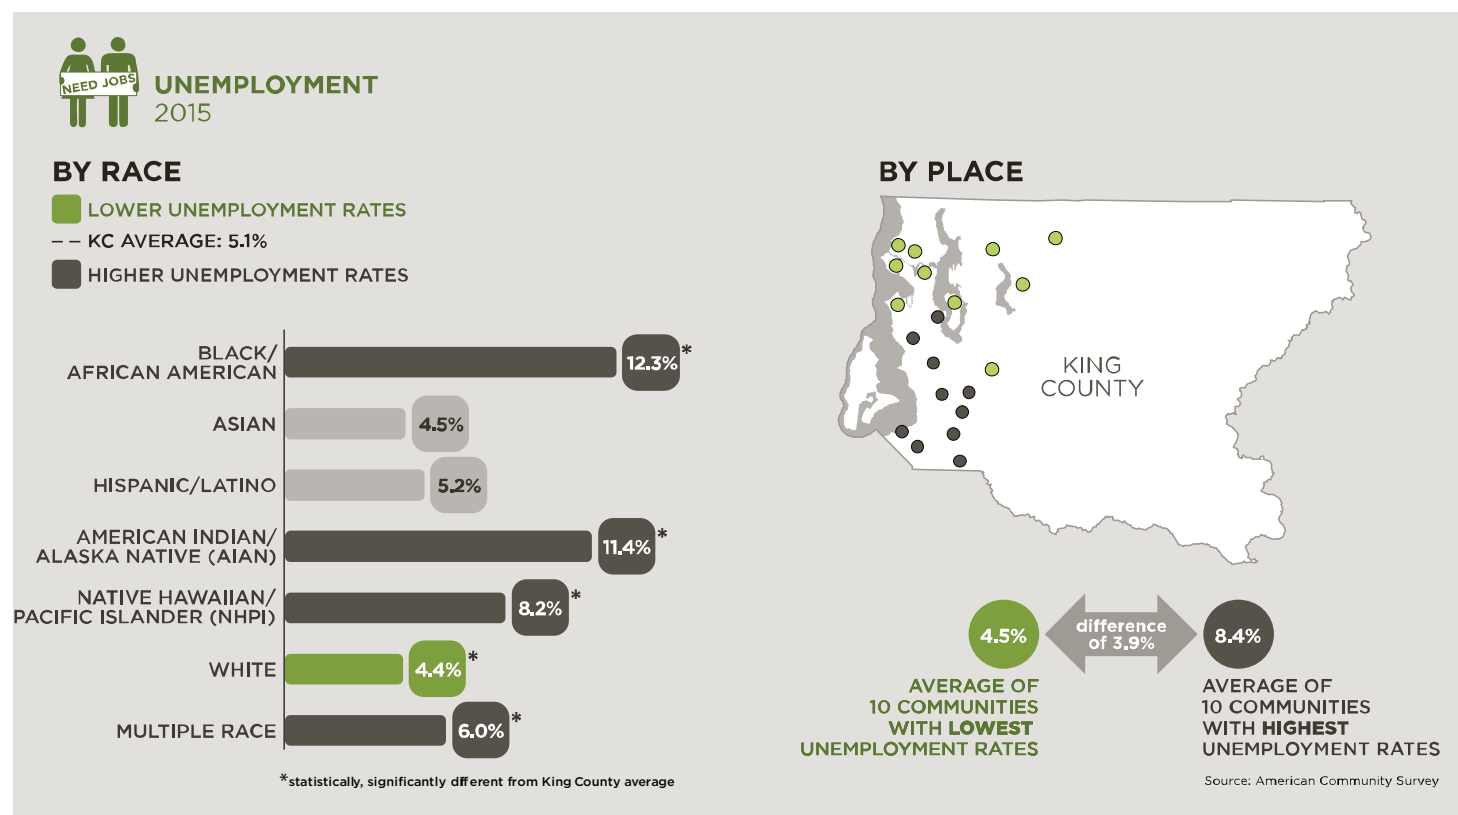 NEED JOBS
UNEMPLOYMENT
2015
BY RACE
LOWER UNEMPLOYMENT RATES
-- KC AVERAGE: 5.1%
HIGHER UNEMPLOYMENT RATES
BLACK/
AFRICAN AMERICAN
12.3%*
ASIAN
4.5%
HISPANIC/LATINO
5.2%
AMERICAN INDIAN/
ALASKA NATIVE (AIAN)
11.4%*
NATIVE HAWAIIAN/
PACIFIC ISLANDER (NHPI)
8.2%*
WHITE
4.4%*
MULTIPLE RACE
6.0%*
*statistically, significantly different from King County average
BY PLACE
KING
COUNTY
4.5%
difference
of 3.9%
8.4%
AVERAGE OF
10 COMMUNITIES
WITH LOWEST
UNEMPLOYMENT RATES
AVERAGE OF
10 COMMUNITIES
WITH HIGHEST
UNEMPLOYMENT RATES
Source: American Community Survey